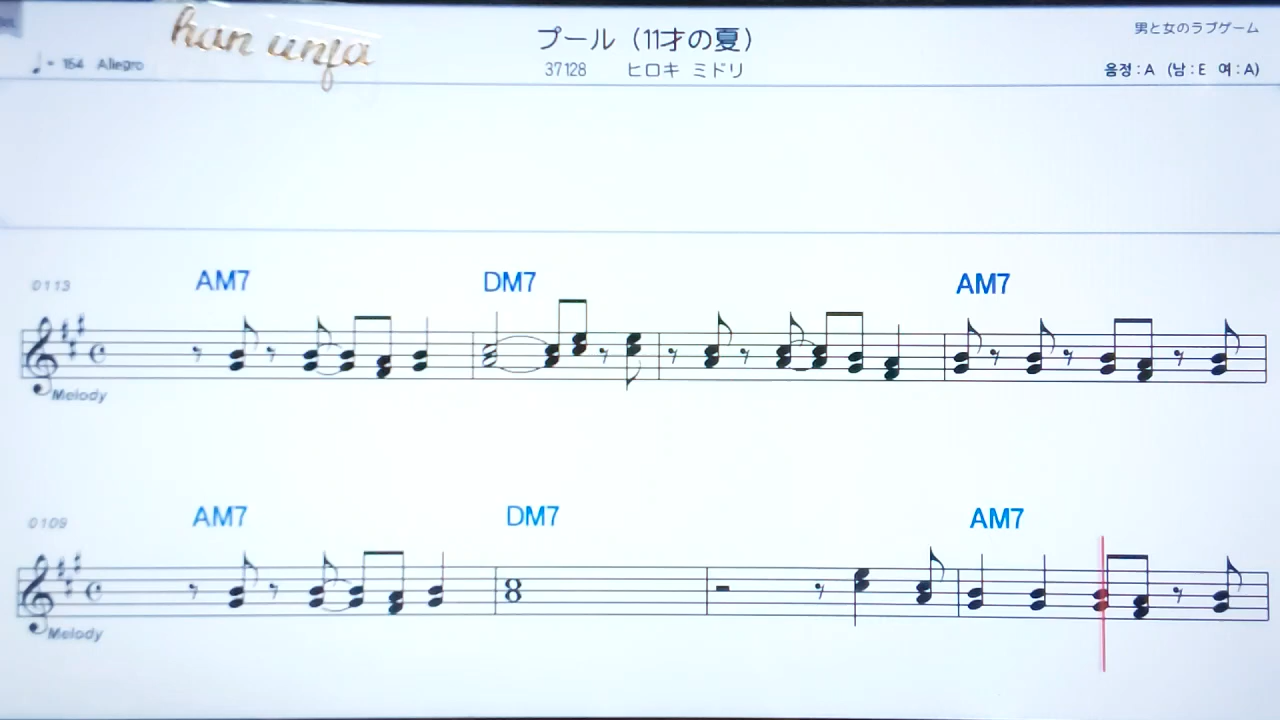 han unfa
プール (11才の夏)
男と女のラブゲーム
♩= 164 Allegro
37128 ヒロキ ミドリ
음정 : A (남 : E 여 : A)
0113 AM7 DM7 AM7
Melody
0109 AM7 DM7 AM7
8
Melody